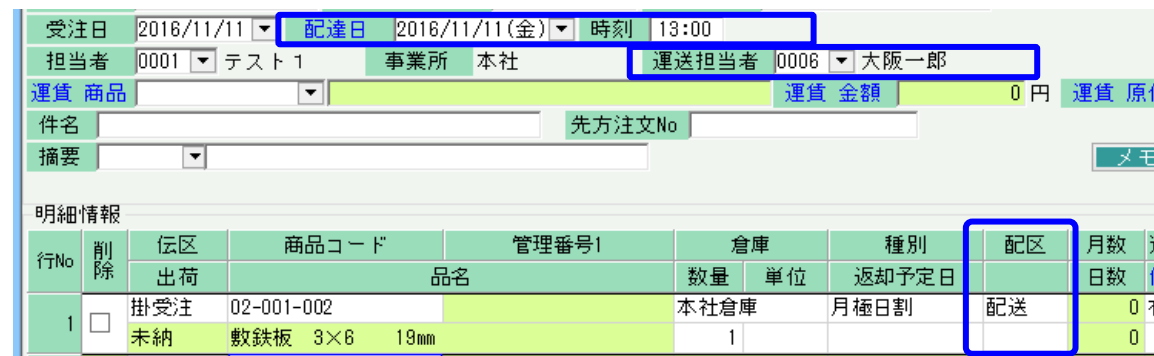 受注日 2016/11/11 配達日 2016/11/11(金) 時刻 13:00
担当者 0001 テスト1 事業所 本社 運送担当者 0006 大阪一郎
運賃 商品 運賃 金額 0 円 運賃
件名 先方注文No
摘要 メモ
明細情報
行No 削除 伝区 商品コード 管理番号1 倉庫 種別 配区 月数
出荷 品名 数量 単位 返却予定日 日数
1 掛受注 02-001-002 本社倉庫 月極日割 配送 0
未納 敷鉄板 3×6 19mm 1 0